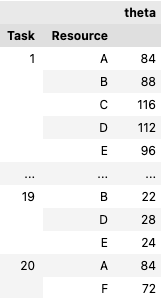 theta
Task Resource
1 A 84
B 88
C 116
D 112
E 96
... ... ...
19 B 22
D 28
E 24
20 A 84
F 72